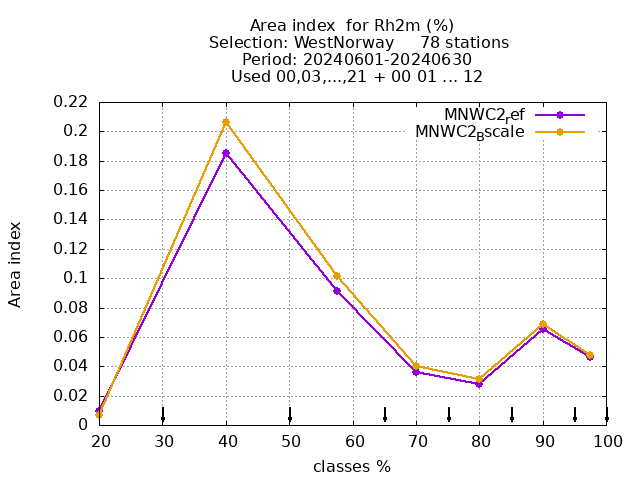 Area index  for Rh2m (%)
Selection: WestNorway     78 stations
Period: 20240601-20240630
Used 00,03,...,21 + 00 01 ... 12
MNWC2ref
MNWC2Bscale
0.22
0.2
0.18
0.16
0.14
0.12
0.1
0.08
0.06
0.04
0.02
0
Area index
20 30 40 50 60 70 80 90 100
classes %